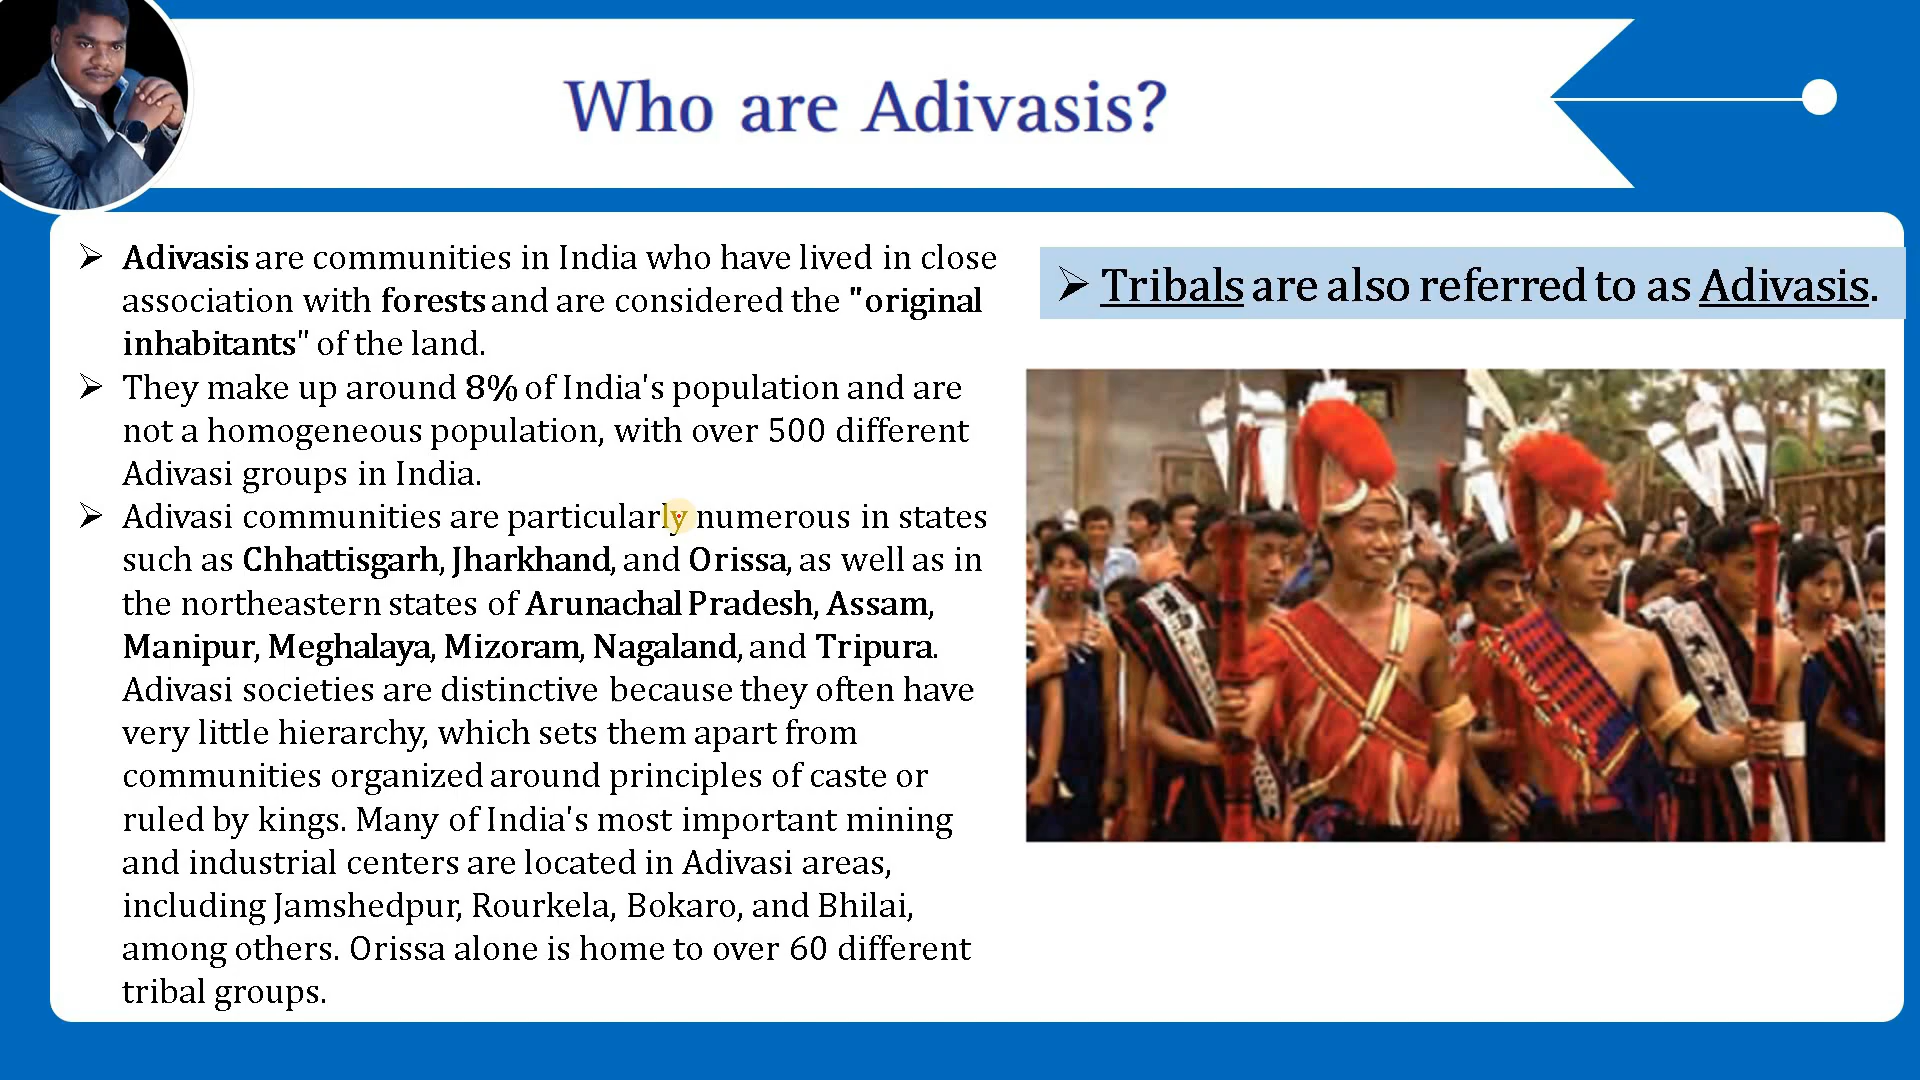 Who are Adivasis?
➢ Adivasis are communities in India who have lived in close
association with forests and are considered the "original
inhabitants" of the land.
➢ They make up around 8% of India's population and are
not a homogeneous population, with over 500 different
Adivasi groups in India.
➢ Adivasi communities are particularly numerous in states
such as Chhattisgarh, Jharkhand, and Orissa, as well as in
the northeastern states of Arunachal Pradesh, Assam,
Manipur, Meghalaya, Mizoram, Nagaland, and Tripura.
Adivasi societies are distinctive because they often have
very little hierarchy, which sets them apart from
communities organized around principles of caste or
ruled by kings. Many of India's most important mining
and industrial centers are located in Adivasi areas,
including Jamshedpur, Rourkela, Bokaro, and Bhilai,
among others. Orissa alone is home to over 60 different
tribal groups.
➢ Tribals are also referred to as Adivasis.